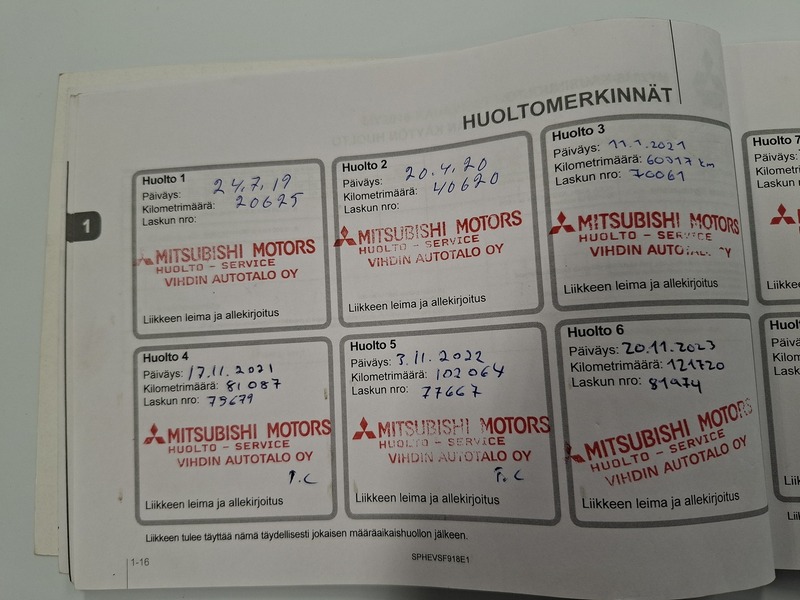 HUOLTOMERKINNÄT
1
Huolto 1
Päiväys: 24.7.19
Kilometrimäärä: 20625
Laskun nro:
MITSUBISHI MOTORS
HUOLTO - SERVICE
VIHDIN AUTOTALO OY
Liikkeen leima ja allekirjoitus
Huolto 2
Päiväys: 20.4.20
Kilometrimäärä: 40620
Laskun nro:
MITSUBISHI MOTORS
HUOLTO - SERVICE
VIHDIN AUTOTALO OY
Liikkeen leima ja allekirjoitus
Huolto 3
Päiväys: 11.1.2021
Kilometrimäärä: 60917 km
Laskun nro: 70061
MITSUBISHI MOTORS
HUOLTO - SERVICE
VIHDIN AUTOTALO OY
Liikkeen leima ja allekirjoitus
Huolto 4
Päiväys: 17.11.2021
Kilometrimäärä: 81087
Laskun nro: 75679
MITSUBISHI MOTORS
HUOLTO - SERVICE
VIHDIN AUTOTALO OY
T.C
Liikkeen leima ja allekirjoitus
Huolto 5
Päiväys: 3.11.2022
Kilometrimäärä: 102064
Laskun nro: 77667
MITSUBISHI MOTORS
HUOLTO - SERVICE
VIHDIN AUTOTALO OY
T.C
Liikkeen leima ja allekirjoitus
Huolto 6
Päiväys: 20.11.2023
Kilometrimäärä: 121720
Laskun nro: 81974
MITSUBISHI MOTORS
HUOLTO - SERVICE
VIHDIN AUTOTALO OY
Liikkeen leima ja allekirjoitus
Huolto 7
Päiväys:
Laskun
Liikkeen tulee täyttää nämä täydellisesti jokaisen määräaikaishuollon jälkeen.
1-16
SPHEVSF918E1